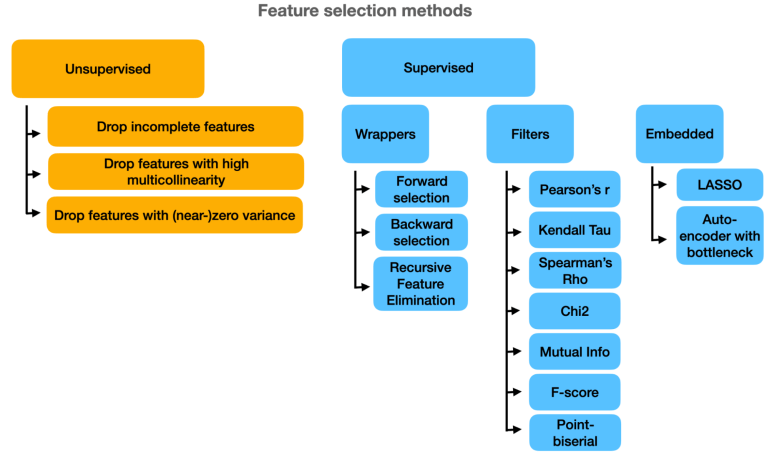 Feature selection methods
Unsupervised
Drop incomplete features
Drop features with high
multicollinearity
Drop features with (near-)zero variance
Supervised
Wrappers
Forward
selection
Backward
selection
Recursive
Feature
Elimination
Filters
Pearson's r
Kendall Tau
Spearman's
Rho
Chi2
Mutual Info
F-score
Point-
biserial
Embedded
LASSO
Auto-
encoder with
bottleneck